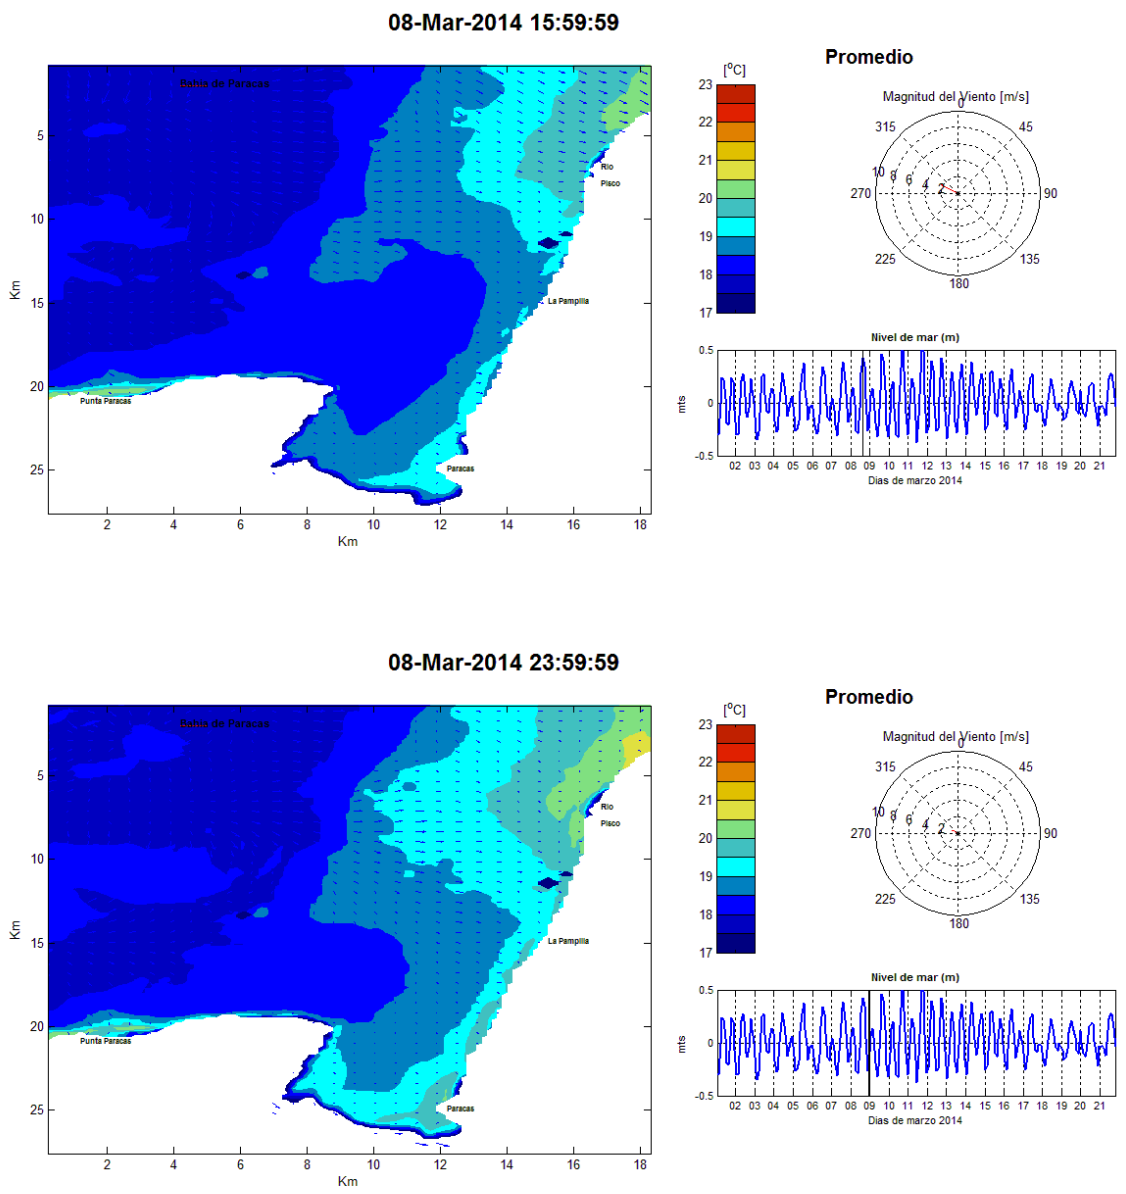 08-Mar-2014 15:59:59
Promedio
[°C]
23
22
21
20
19
18
17
Magnitud del Viento [m/s]
0
45
90
135
180
225
270
315
10 8 6 4 2
Bahia de Paracas
Rio
Pisco
La Pampilla
Punta Paracas
Paracas
5
10
15
20
25
Km
2 4 6 8 10 12 14 16 18
Km
Nivel de mar (m)
0.5
0
-0.5
mts
02 03 04 05 06 07 08 09 10 11 12 13 14 15 16 17 18 19 20 21
Dias de marzo 2014
08-Mar-2014 23:59:59
Promedio
[°C]
23
22
21
20
19
18
17
Magnitud del Viento [m/s]
0
45
90
135
180
225
270
315
10 8 6 4 2
Bahia de Paracas
Rio
Pisco
La Pampilla
Punta Paracas
Paracas
5
10
15
20
25
Km
2 4 6 8 10 12 14 16 18
Km
Nivel de mar (m)
0.5
0
-0.5
mts
02 03 04 05 06 07 08 09 10 11 12 13 14 15 16 17 18 19 20 21
Dias de marzo 2014